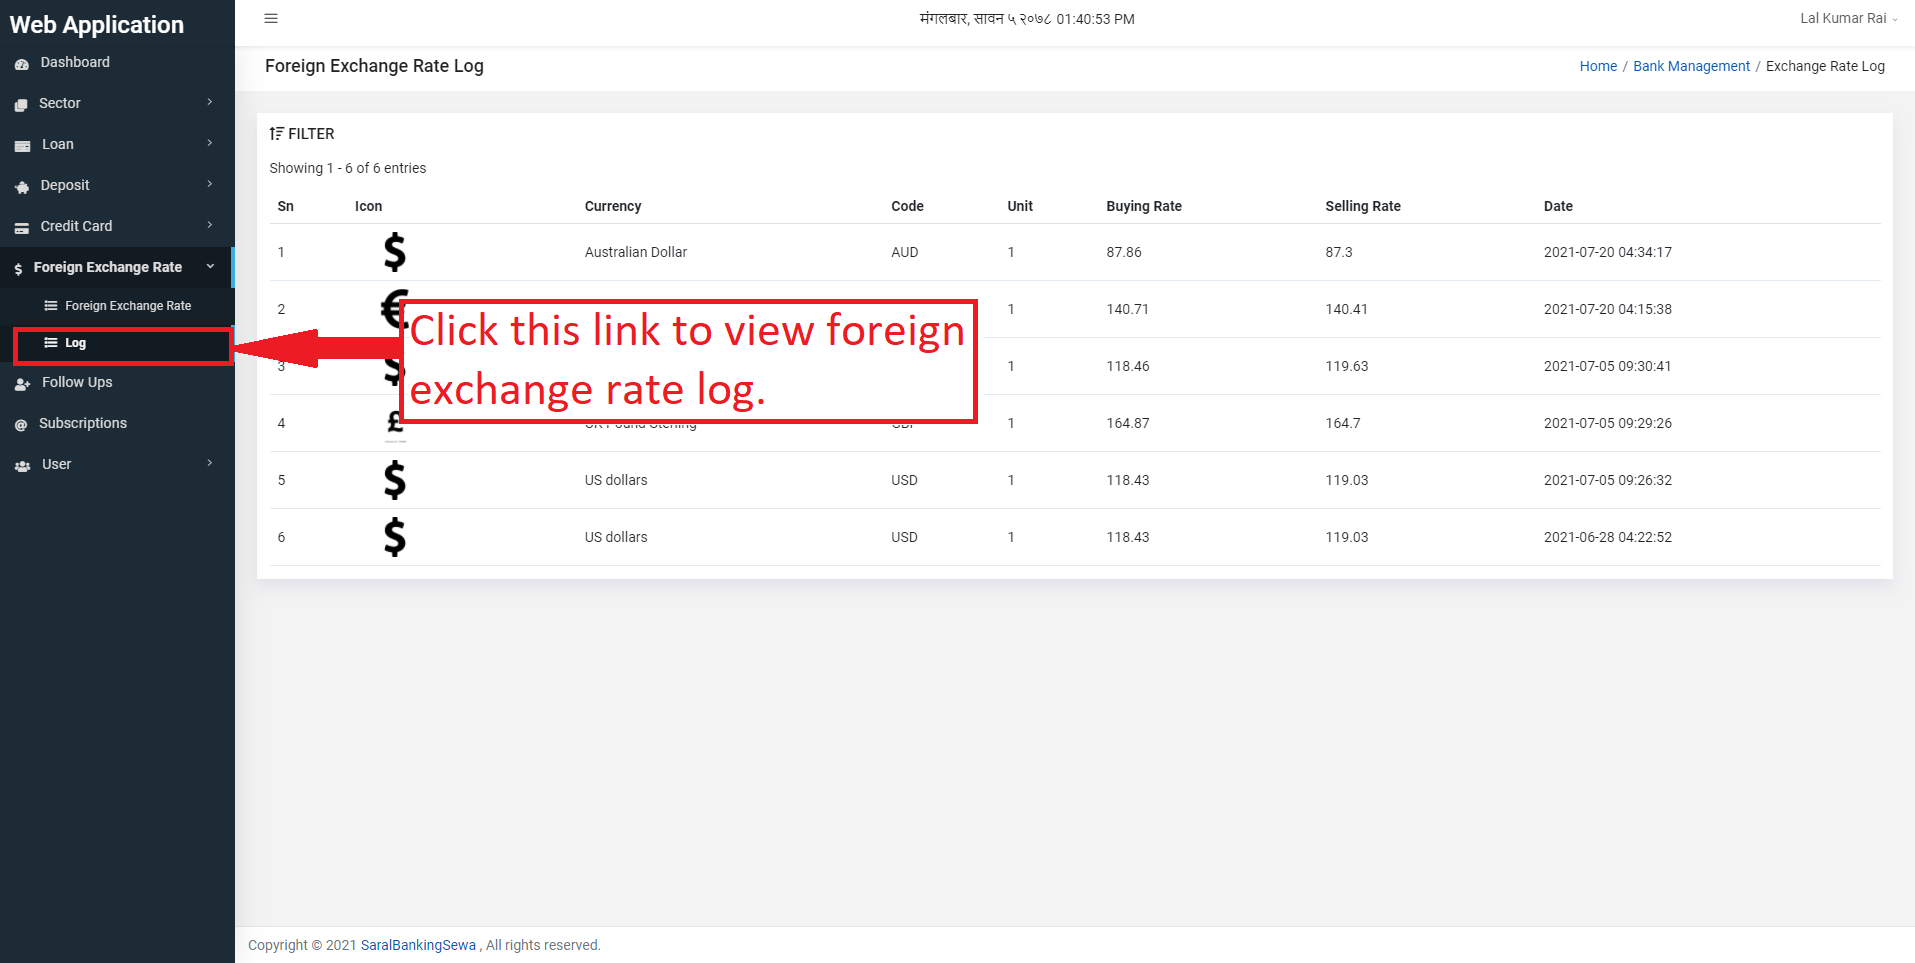 Web Application
मंगलबार, सावन ५ २०७८ 01:40:53 PM
Lal Kumar Rai
Dashboard
Sector
Loan
Deposit
Credit Card
Foreign Exchange Rate
Foreign Exchange Rate
Log
Follow Ups
Subscriptions
User
Foreign Exchange Rate Log
Home / Bank Management / Exchange Rate Log
FILTER
Showing 1 - 6 of 6 entries
Sn Icon Currency Code Unit Buying Rate Selling Rate Date
1 $ Australian Dollar AUD 1 87.86 87.3 2021-07-20 04:34:17
2 € 1 140.71 140.41 2021-07-20 04:15:38
Click this link to view foreign
exchange rate log.
3 $ 1 118.46 119.63 2021-07-05 09:30:41
4 £ UK Pound Sterling GBP 1 164.87 164.7 2021-07-05 09:29:26
5 $ US dollars USD 1 118.43 119.03 2021-07-05 09:26:32
6 $ US dollars USD 1 118.43 119.03 2021-06-28 04:22:52
Copyright © 2021 SaralBankingSewa , All rights reserved.